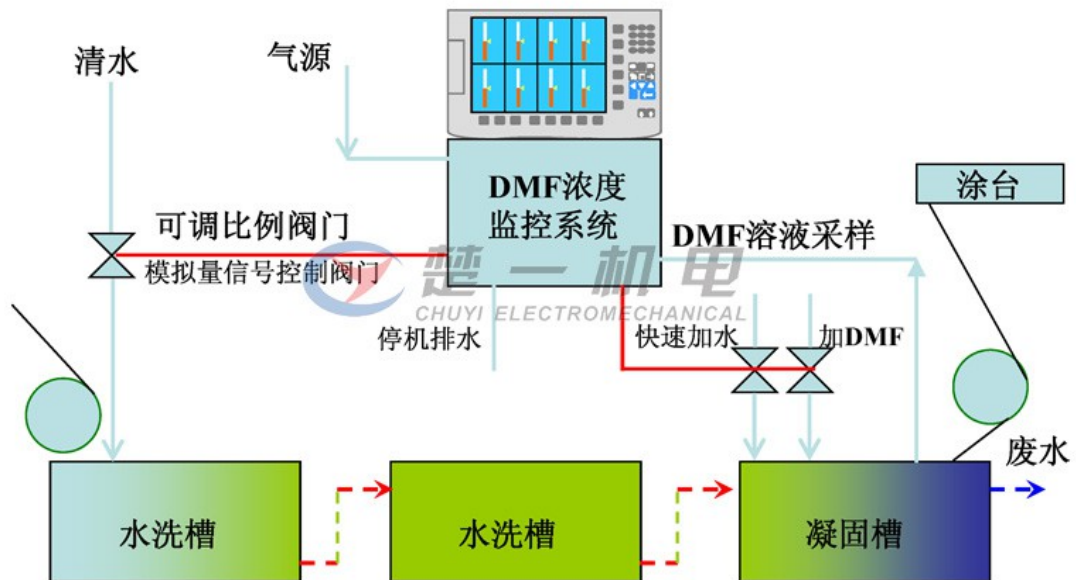 清水
气源
DMF浓度
监控系统
涂台
可调比例阀门
模拟量信号控制阀门
DMF溶液采样
楚一机电
CHUYI ELECTROMECHANICAL
停机排水
快速加水
加DMF
废水
水洗槽
水洗槽
凝固槽